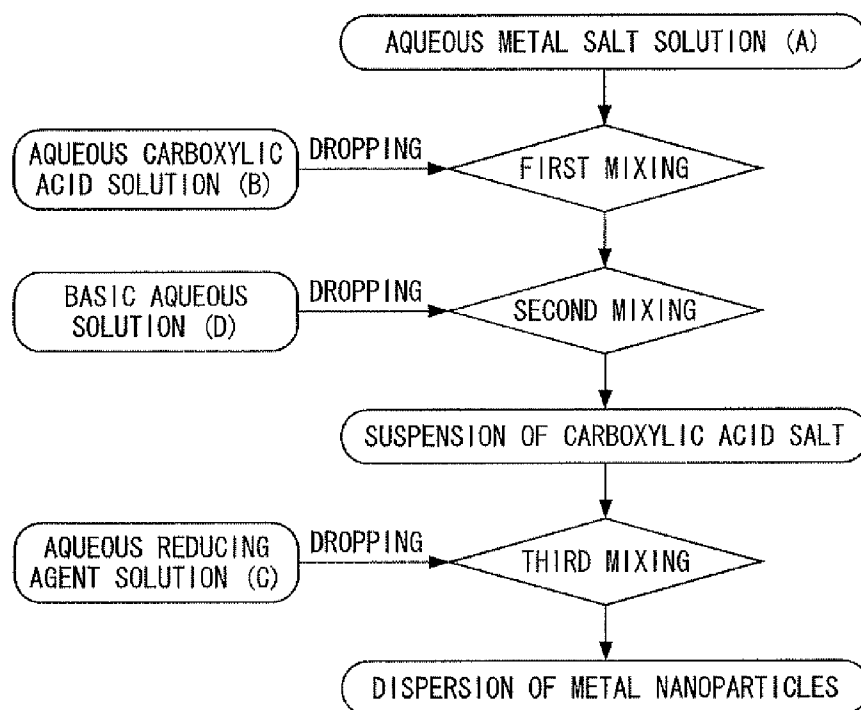 AQUEOUS METAL SALT SOLUTION (A)
AQUEOUS CARBOXYLIC
ACID SOLUTION (B)
DROPPING
FIRST MIXING
BASIC AQUEOUS
SOLUTION (D)
DROPPING
SECOND MIXING
SUSPENSION OF CARBOXYLIC ACID SALT
AQUEOUS REDUCING
AGENT SOLUTION (C)
DROPPING
THIRD MIXING
DISPERSION OF METAL NANOPARTICLES